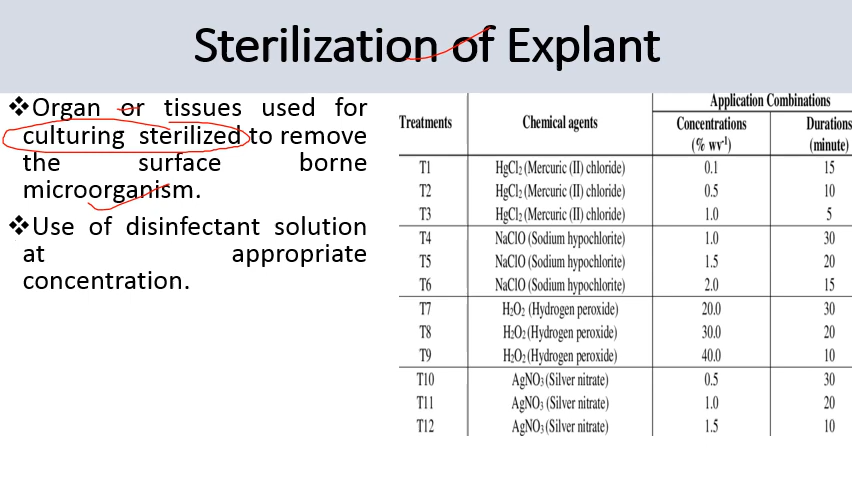 Sterilization of Explant
❖Organ or tissues used for
culturing sterilized to remove
the surface borne
microorganism.
❖Use of disinfectant solution
at appropriate
concentration.
Treatments Chemical agents Application Combinations
Concentrations (% wv⁻¹) Durations (minute)
T1 HgCl₂ (Mercuric (II) chloride) 0.1 15
T2 HgCl₂ (Mercuric (II) chloride) 0.5 10
T3 HgCl₂ (Mercuric (II) chloride) 1.0 5
T4 NaClO (Sodium hypochlorite) 1.0 30
T5 NaClO (Sodium hypochlorite) 1.5 20
T6 NaClO (Sodium hypochlorite) 2.0 15
T7 H₂O₂ (Hydrogen peroxide) 20.0 30
T8 H₂O₂ (Hydrogen peroxide) 30.0 20
T9 H₂O₂ (Hydrogen peroxide) 40.0 10
T10 AgNO₃ (Silver nitrate) 0.5 30
T11 AgNO₃ (Silver nitrate) 1.0 20
T12 AgNO₃ (Silver nitrate) 1.5 10